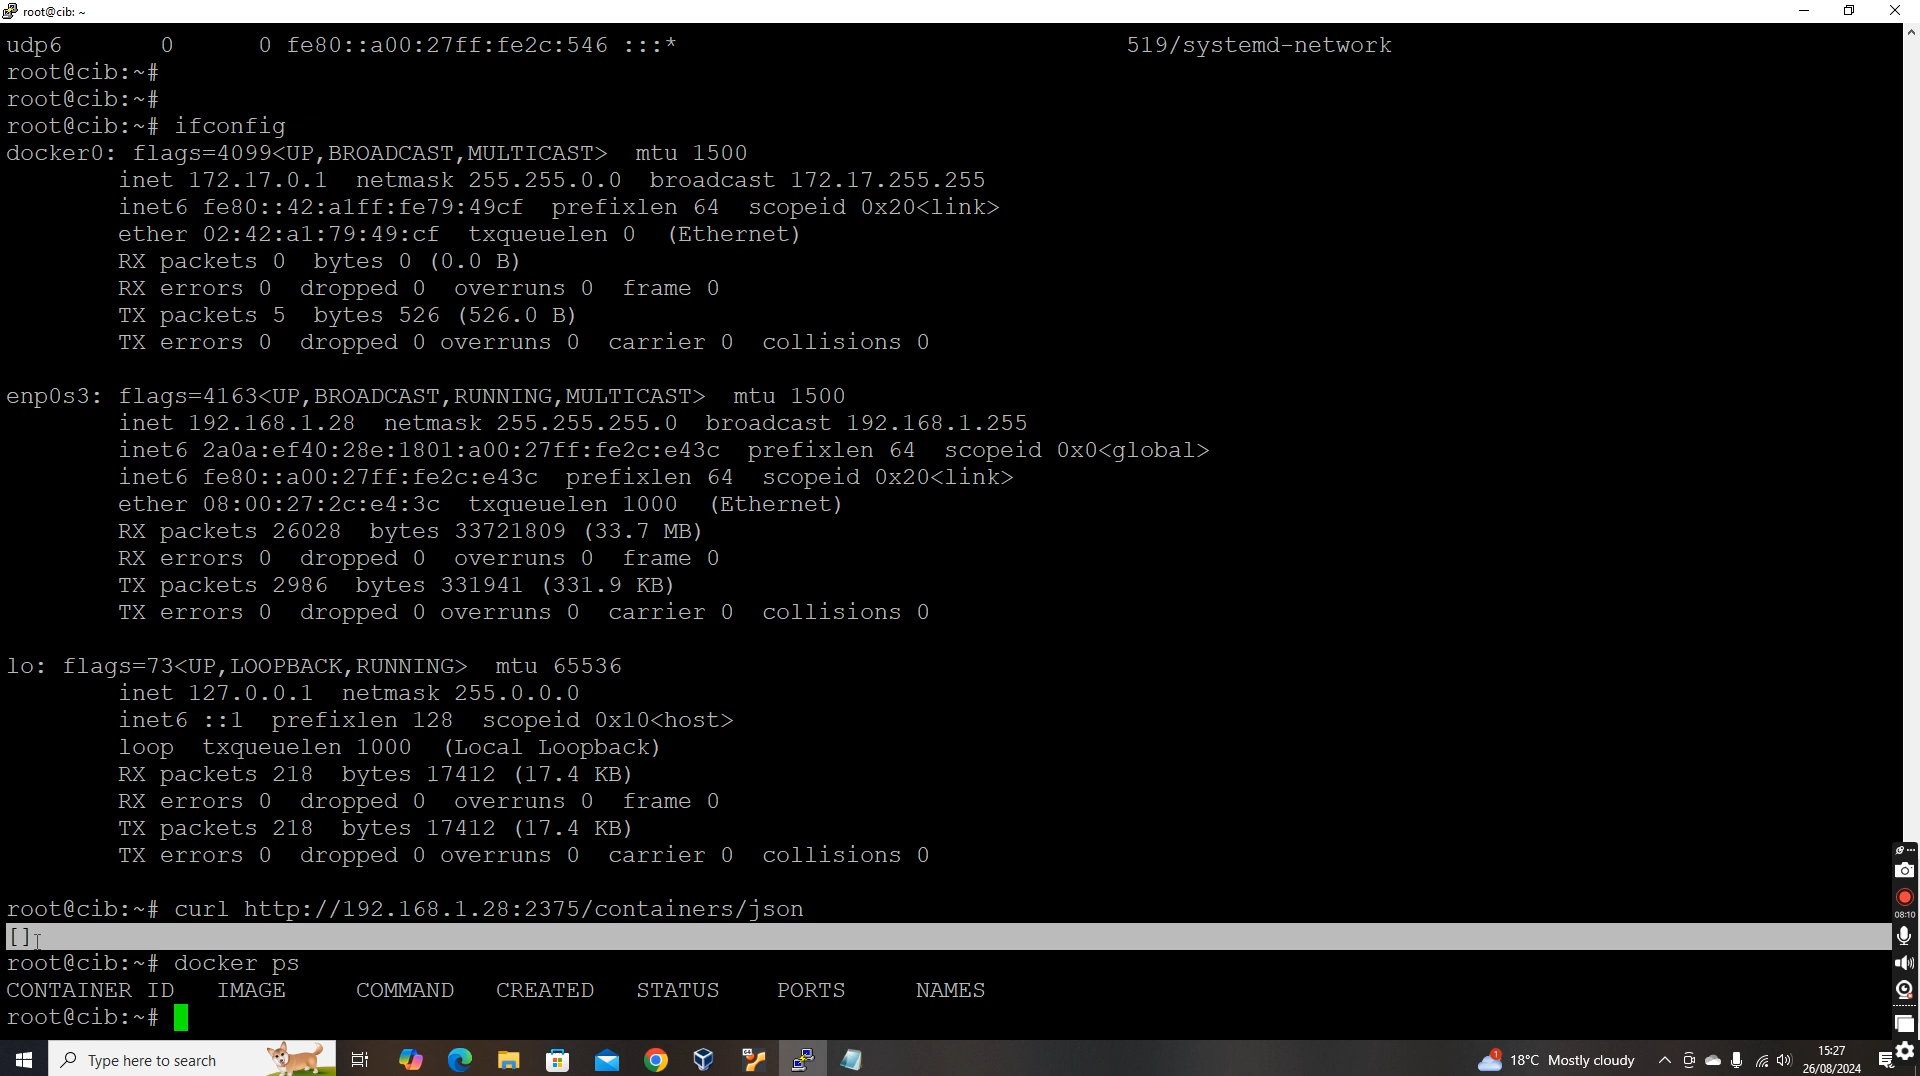 root@cib: ~
udp6       0      0 fe80::a00:27ff:fe2c:546 :::*                                519/systemd-network
root@cib:~#
root@cib:~#
root@cib:~# ifconfig
docker0: flags=4099<UP,BROADCAST,MULTICAST>  mtu 1500
        inet 172.17.0.1  netmask 255.255.0.0  broadcast 172.17.255.255
        inet6 fe80::42:a1ff:fe79:49cf  prefixlen 64  scopeid 0x20<link>
        ether 02:42:a1:79:49:cf  txqueuelen 0  (Ethernet)
        RX packets 0  bytes 0 (0.0 B)
        RX errors 0  dropped 0  overruns 0  frame 0
        TX packets 5  bytes 526 (526.0 B)
        TX errors 0  dropped 0 overruns 0  carrier 0  collisions 0
enp0s3: flags=4163<UP,BROADCAST,RUNNING,MULTICAST>  mtu 1500
        inet 192.168.1.28  netmask 255.255.255.0  broadcast 192.168.1.255
        inet6 2a0a:ef40:28e:1801:a00:27ff:fe2c:e43c  prefixlen 64  scopeid 0x0<global>
        inet6 fe80::a00:27ff:fe2c:e43c  prefixlen 64  scopeid 0x20<link>
        ether 08:00:27:2c:e4:3c  txqueuelen 1000  (Ethernet)
        RX packets 26028  bytes 33721809 (33.7 MB)
        RX errors 0  dropped 0  overruns 0  frame 0
        TX packets 2986  bytes 331941 (331.9 KB)
        TX errors 0  dropped 0 overruns 0  carrier 0  collisions 0
lo: flags=73<UP,LOOPBACK,RUNNING>  mtu 65536
        inet 127.0.0.1  netmask 255.0.0.0
        inet6 ::1  prefixlen 128  scopeid 0x10<host>
        loop  txqueuelen 1000  (Local Loopback)
        RX packets 218  bytes 17412 (17.4 KB)
        RX errors 0  dropped 0  overruns 0  frame 0
        TX packets 218  bytes 17412 (17.4 KB)
        TX errors 0  dropped 0 overruns 0  carrier 0  collisions 0
root@cib:~# curl http://192.168.1.28:2375/containers/json
[]
root@cib:~# docker ps
CONTAINER ID   IMAGE     COMMAND   CREATED   STATUS    PORTS     NAMES
root@cib:~#
08:10
Type here to search
1
18°C  Mostly cloudy
15:27
26/08/2024